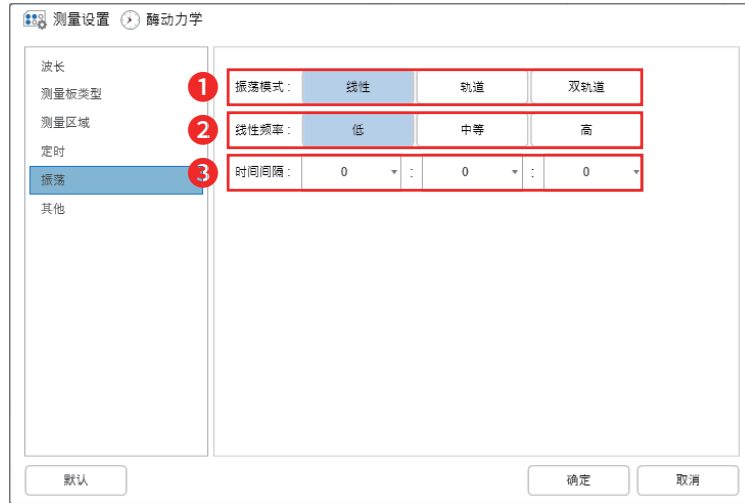 测量设置 酶动力学
波长
测量板类型
测量区域
定时
振荡
其他
1 振荡模式: 线性 轨道 双轨道
2 线性频率: 低 中等 高
3 时间间隔: 0 : 0 : 0
默认 确定 取消